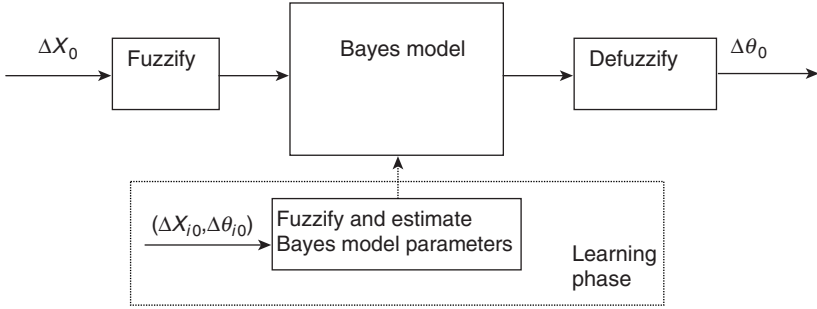 ΔX₀
Fuzzify
Bayes model
Defuzzify
Δθ₀
(ΔXᵢ₀,Δθᵢ₀)
Fuzzify and estimate
Bayes model parameters
Learning
phase